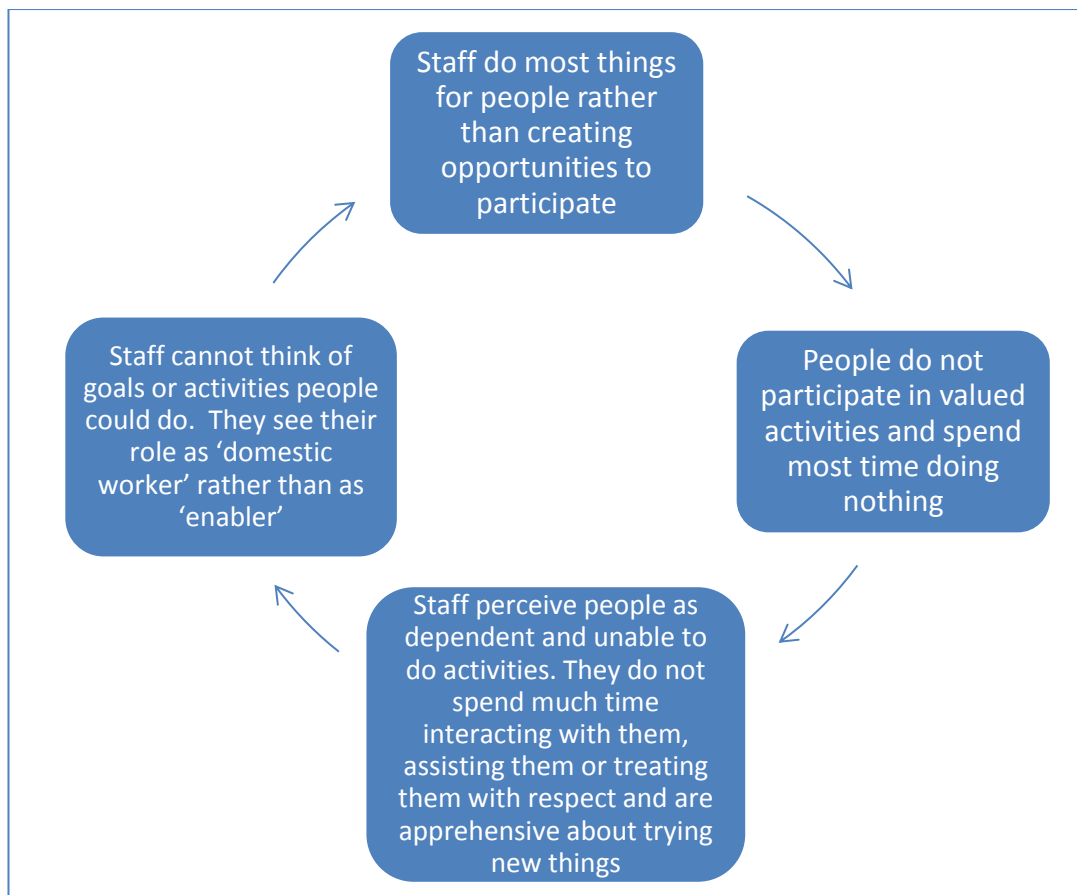 Staff do most things
for people rather
than creating
opportunities to
participate
People do not
participate in valued
activities and spend
most time doing
nothing
Staff perceive people as
dependent and unable to
do activities. They do not
spend much time
interacting with them,
assisting them or treating
them with respect and are
apprehensive about trying
new things
Staff cannot think of
goals or activities people
could do.  They see their
role as ‘domestic
worker’ rather than as
‘enabler’